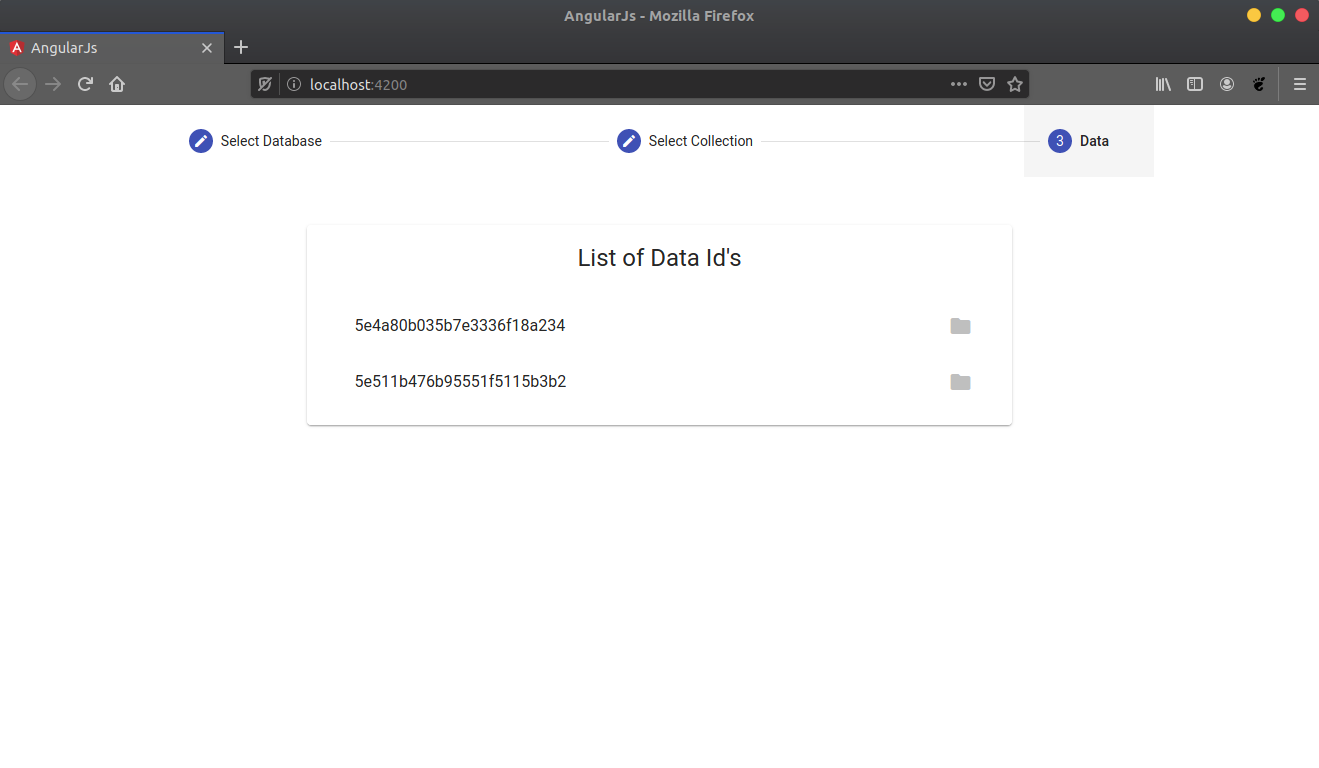 AngularJs - Mozilla Firefox
AngularJs
localhost:4200
Select Database
Select Collection
3 Data
List of Data Id's
5e4a80b035b7e3336f18a234
5e511b476b95551f5115b3b2